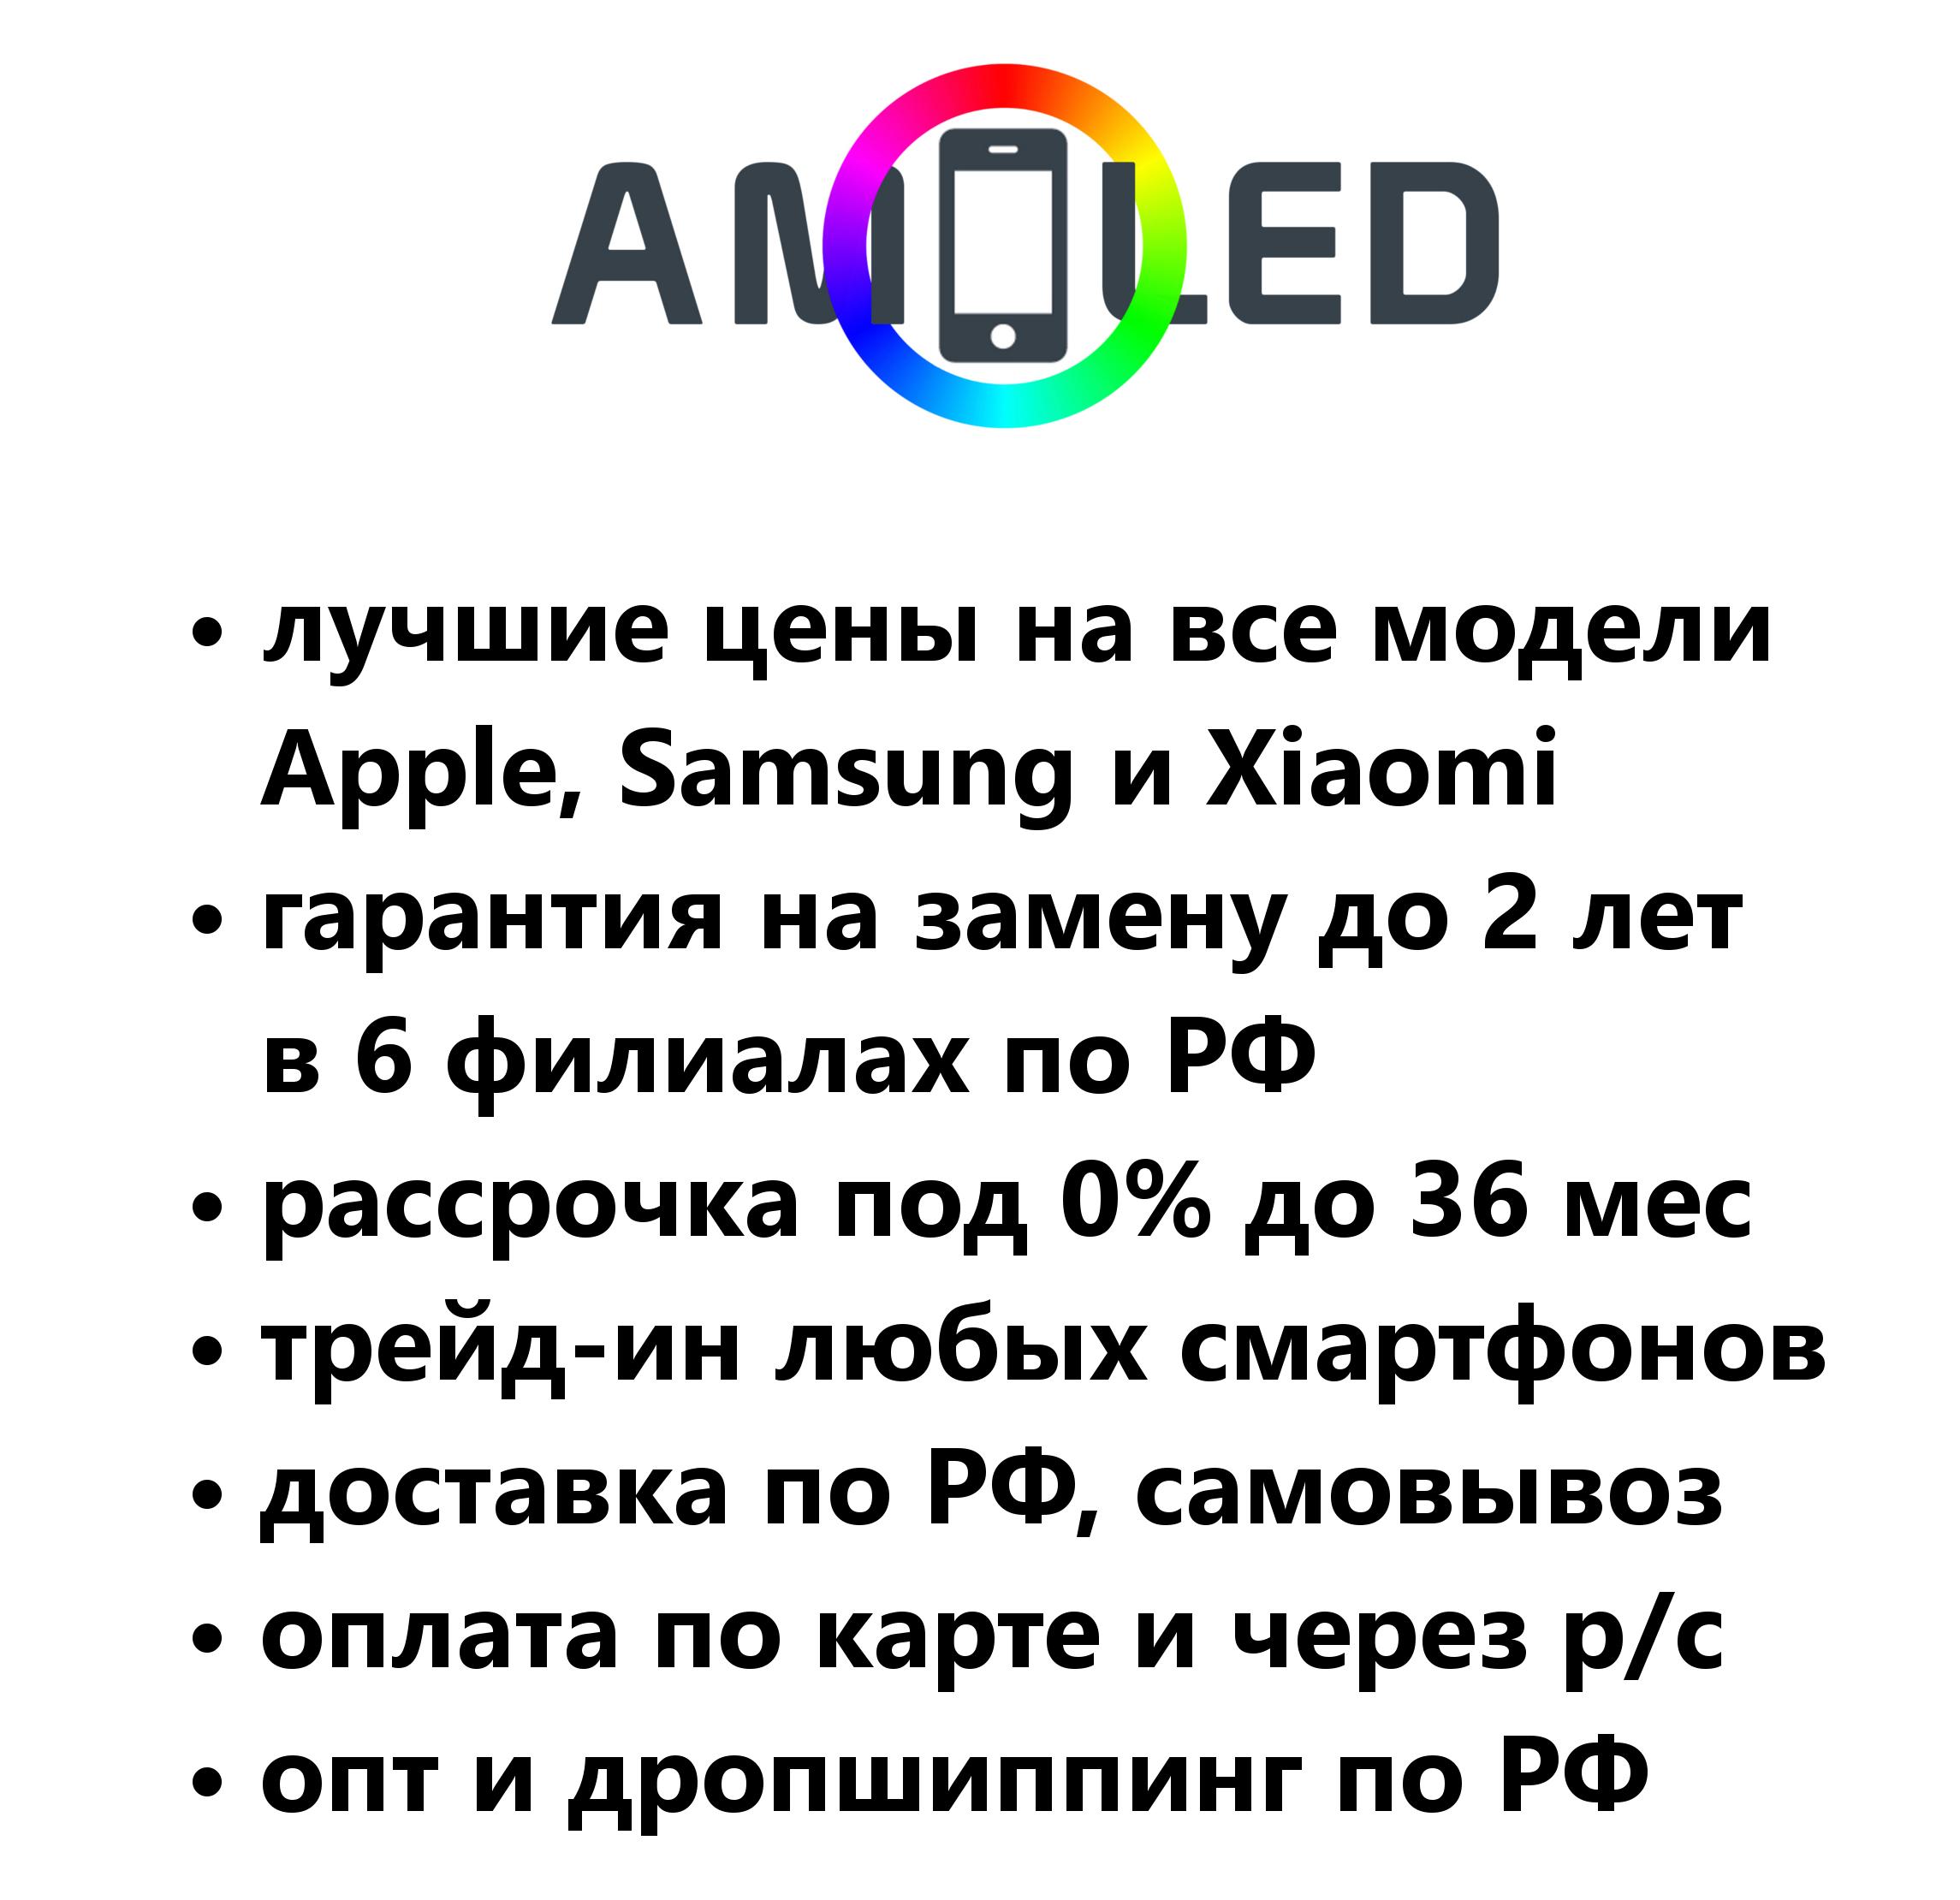 AMOLED
• лучшие цены на все модели
Apple, Samsung и Xiaomi
• гарантия на замену до 2 лет
в 6 филиалах по РФ
• рассрочка под 0% до 36 мес
• трейд-ин любых смартфонов
• доставка по РФ, самовывоз
• оплата по карте и через р/с
• опт и дропшиппинг по РФ